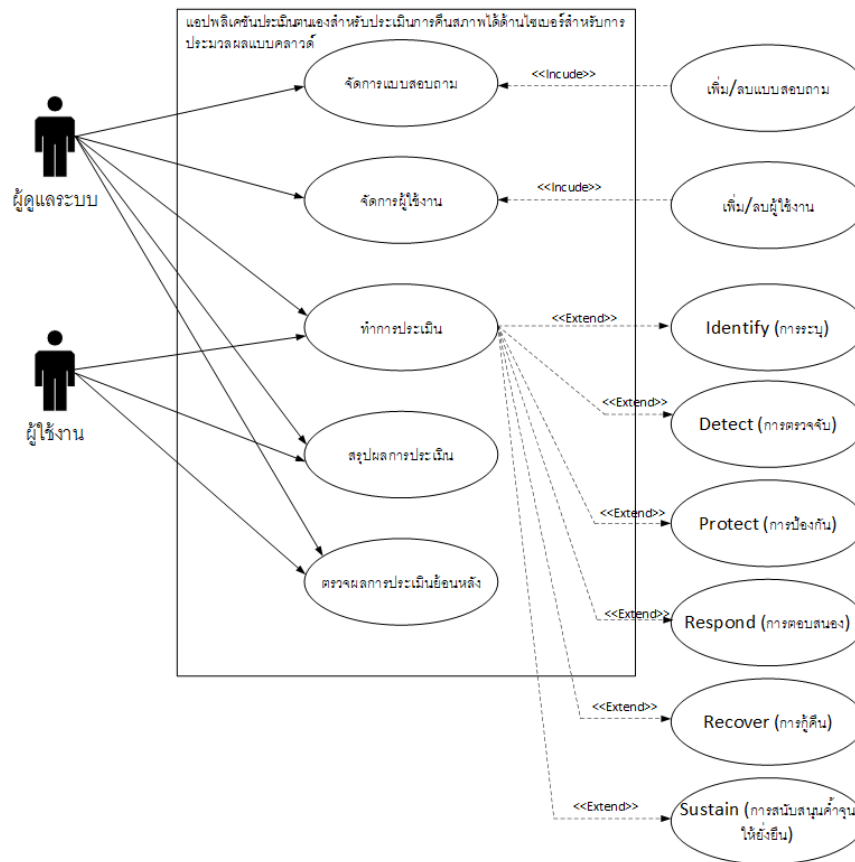 แอปพลิเคชันประเมินตนเองสำหรับประเมินการคืนสภาพได้ด้านไซเบอร์สำหรับการ
ประมวลผลแบบคลาวด์
จัดการแบบสอบถาม
<<Incude>>
เพิ่ม/ลบแบบสอบถาม
ผู้ดูแลระบบ
จัดการผู้ใช้งาน
<<Incude>>
เพิ่ม/ลบผู้ใช้งาน
ทำการประเมิน
<<Extend>>
Identify (การระบุ)
ผู้ใช้งาน
<<Extend>>
Detect (การตรวจจับ)
สรุปผลการประเมิน
<<Extend>>
Protect (การป้องกัน)
ตรวจผลการประเมินย้อนหลัง
<<Extend>>
Respond (การตอบสนอง)
<<Extend>>
Recover (การกู้คืน)
<<Extend>>
Sustain (การสนับสนุนค้ำจุน
ให้ยั่งยืน)